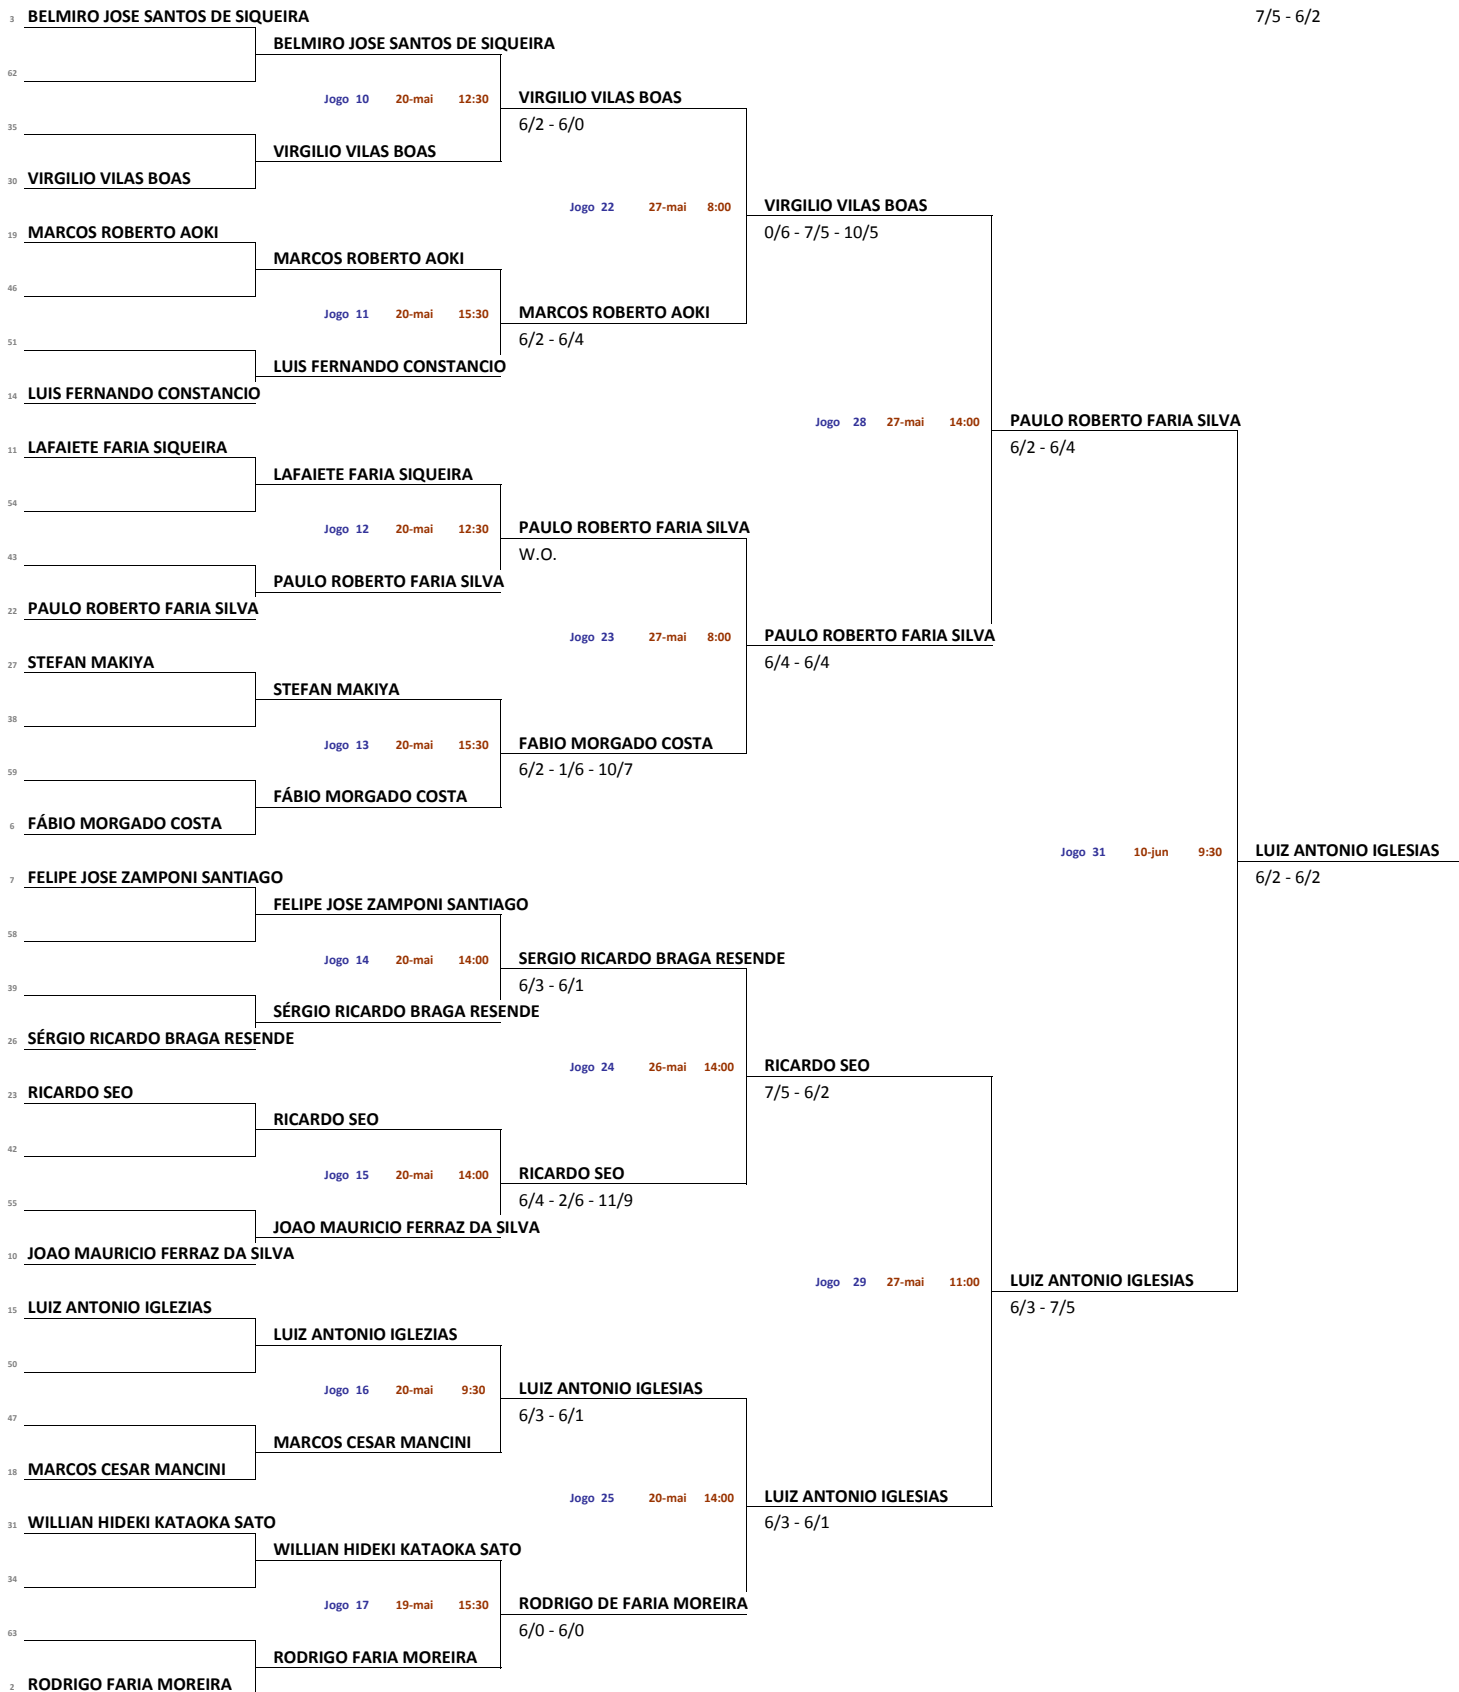 3 BELMIRO JOSE SANTOS DE SIQUEIRA 7/5 - 6/2
BELMIRO JOSE SANTOS DE SIQUEIRA
62
Jogo 10 20-mai 12:30 VIRGILIO VILAS BOAS
35 6/2 - 6/0
VIRGILIO VILAS BOAS
30 VIRGILIO VILAS BOAS
Jogo 22 27-mai 8:00 VIRGILIO VILAS BOAS
19 MARCOS ROBERTO AOKI 0/6 - 7/5 - 10/5
MARCOS ROBERTO AOKI
46
Jogo 11 20-mai 15:30 MARCOS ROBERTO AOKI
51 6/2 - 6/4
LUIS FERNANDO CONSTANCIO
14 LUIS FERNANDO CONSTANCIO
Jogo 28 27-mai 14:00 PAULO ROBERTO FARIA SILVA
11 LAFAIETE FARIA SIQUEIRA 6/2 - 6/4
LAFAIETE FARIA SIQUEIRA
54
Jogo 12 20-mai 12:30 PAULO ROBERTO FARIA SILVA
43 W.O.
PAULO ROBERTO FARIA SILVA
22 PAULO ROBERTO FARIA SILVA
Jogo 23 27-mai 8:00 PAULO ROBERTO FARIA SILVA
27 STEFAN MAKIYA 6/4 - 6/4
STEFAN MAKIYA
38
Jogo 13 20-mai 15:30 FABIO MORGADO COSTA
59 6/2 - 1/6 - 10/7
FÁBIO MORGADO COSTA
6 FÁBIO MORGADO COSTA
Jogo 31 10-jun 9:30 LUIZ ANTONIO IGLESIAS
7 FELIPE JOSE ZAMPONI SANTIAGO 6/2 - 6/2
FELIPE JOSE ZAMPONI SANTIAGO
58
Jogo 14 20-mai 14:00 SERGIO RICARDO BRAGA RESENDE
39 6/3 - 6/1
SÉRGIO RICARDO BRAGA RESENDE
26 SÉRGIO RICARDO BRAGA RESENDE
Jogo 24 26-mai 14:00 RICARDO SEO
23 RICARDO SEO 7/5 - 6/2
RICARDO SEO
42
Jogo 15 20-mai 14:00 RICARDO SEO
55 6/4 - 2/6 - 11/9
JOAO MAURICIO FERRAZ DA SILVA
10 JOAO MAURICIO FERRAZ DA SILVA
Jogo 29 27-mai 11:00 LUIZ ANTONIO IGLESIAS
15 LUIZ ANTONIO IGLEZIAS 6/3 - 7/5
LUIZ ANTONIO IGLEZIAS
50
Jogo 16 20-mai 9:30 LUIZ ANTONIO IGLESIAS
47 6/3 - 6/1
MARCOS CESAR MANCINI
18 MARCOS CESAR MANCINI
Jogo 25 20-mai 14:00 LUIZ ANTONIO IGLESIAS
31 WILLIAN HIDEKI KATAOKA SATO 6/3 - 6/1
WILLIAN HIDEKI KATAOKA SATO
34
Jogo 17 19-mai 15:30 RODRIGO DE FARIA MOREIRA
63 6/0 - 6/0
RODRIGO FARIA MOREIRA
2 RODRIGO FARIA MOREIRA